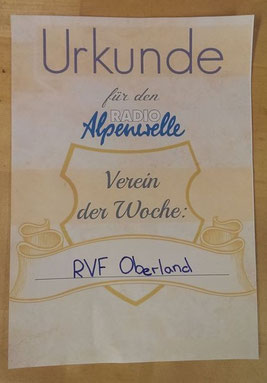 Urkunde
für den
RADIO
Alpenwelle
Verein
der Woche:
RVF Oberland